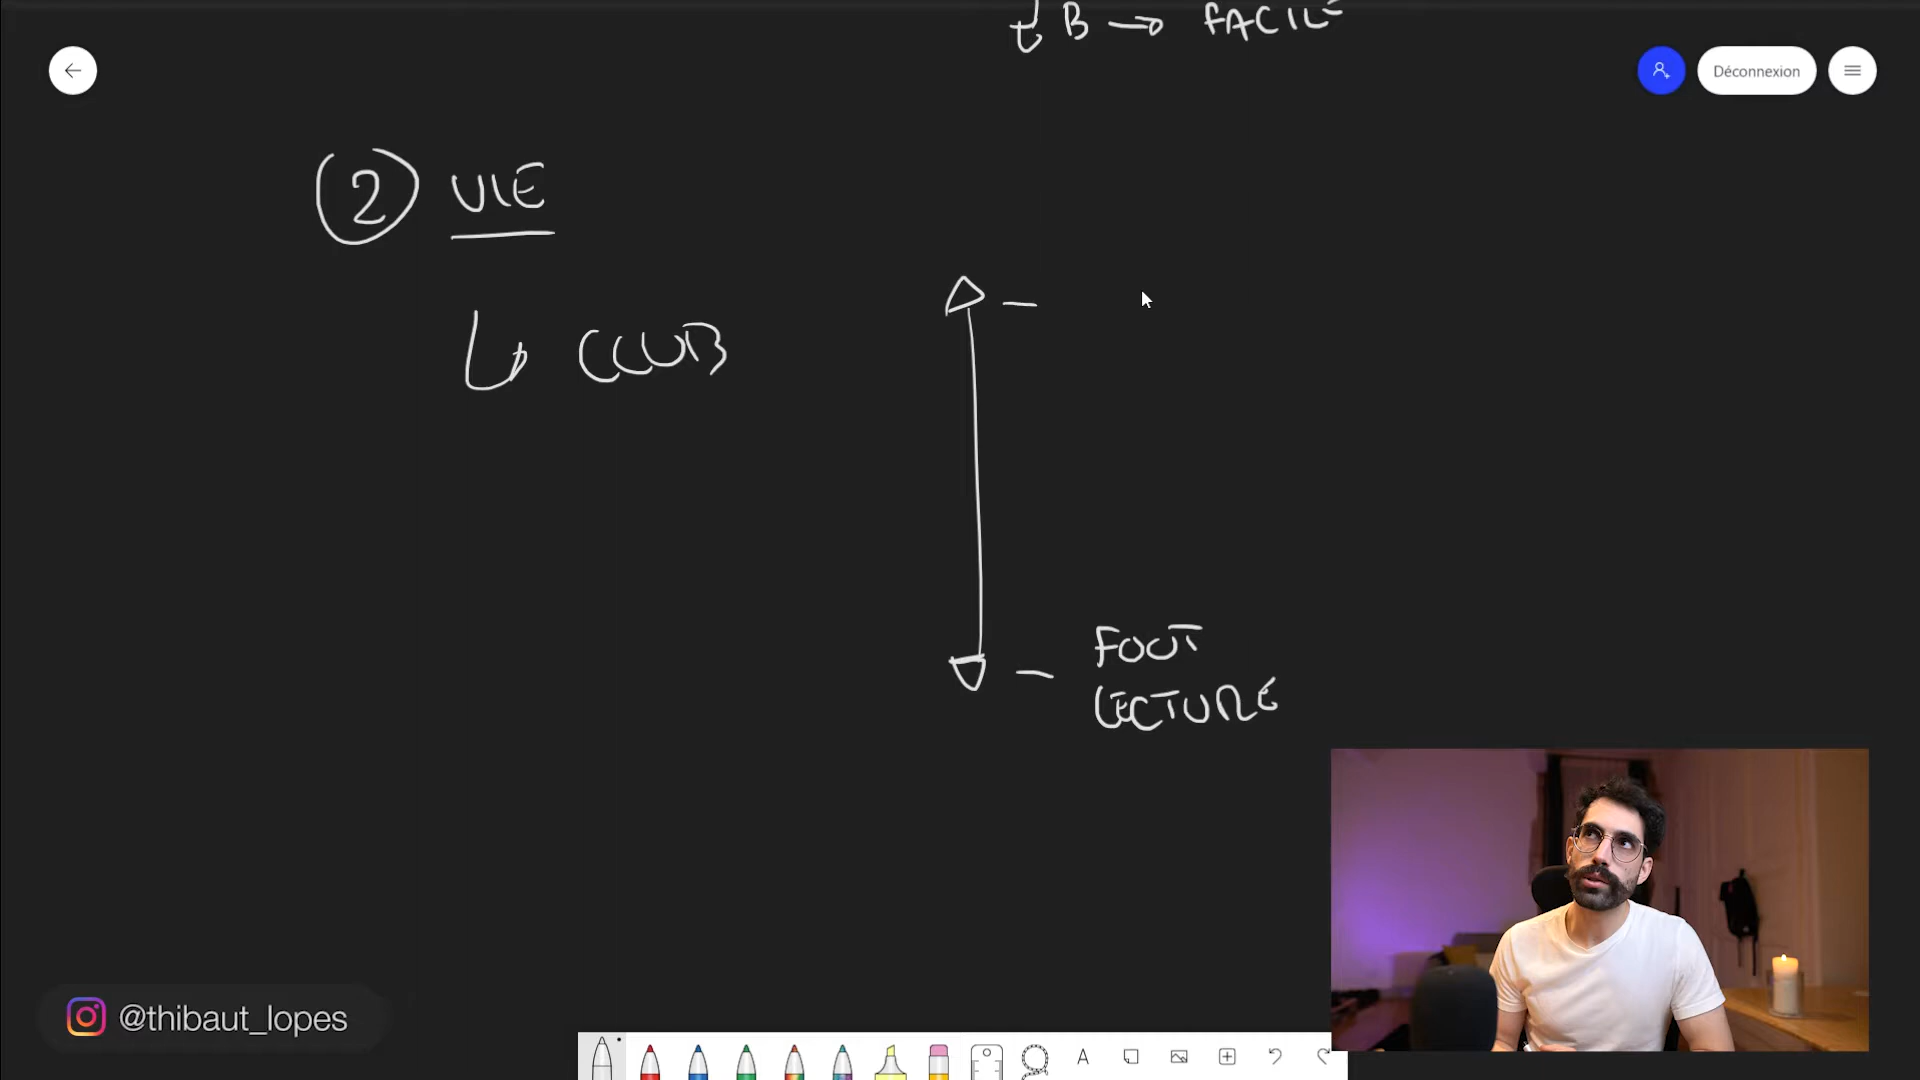 B → FACILE
Déconnexion
2 VIE
CLUB
FOOT
LECTURE
@thibaut_lopes
A